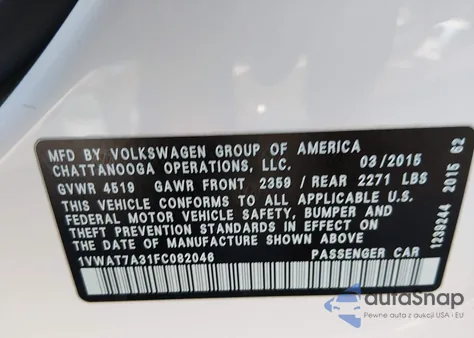 MFD BY VOLKSWAGEN GROUP OF AMERICA
CHATTANOOGA OPERATIONS, LLC. 03/2015
GVWR 4519 GAWR FRONT 2359 / REAR 2271 LBS
THIS VEHICLE CONFORMS TO ALL APPLICABLE U.S.
FEDERAL MOTOR VEHICLE SAFETY, BUMPER AND
THEFT PREVENTION STANDARDS IN EFFECT ON
THE DATE OF MANUFACTURE SHOWN ABOVE.
1VWAT7A31FC082046 PASSENGER CAR
1239244 2015 62
autosnap
Pewne auta z aukcji USA i EU